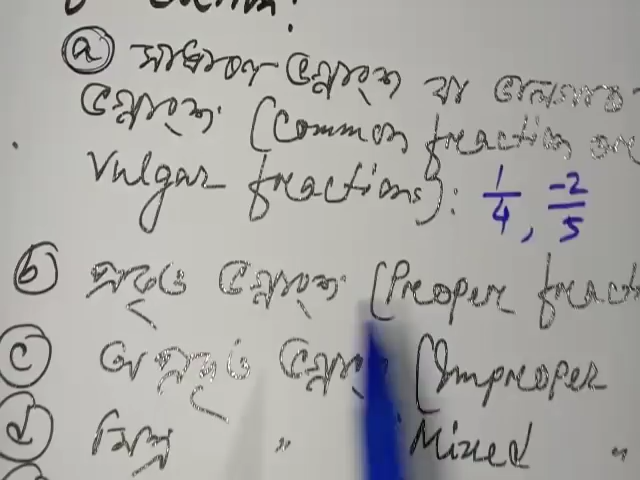 ⓐ সাধারণ ভগ্নাংশ বা
ভগ্নাংশ (Common fraction or
Vulgar fractions): 1/4, -2/5
ⓑ প্রকৃত ভগ্নাংশ (Proper fract
ⓒ অপ্রকৃত ভগ্নাংশ (Improper
ⓓ মিশ্র " Mixed "